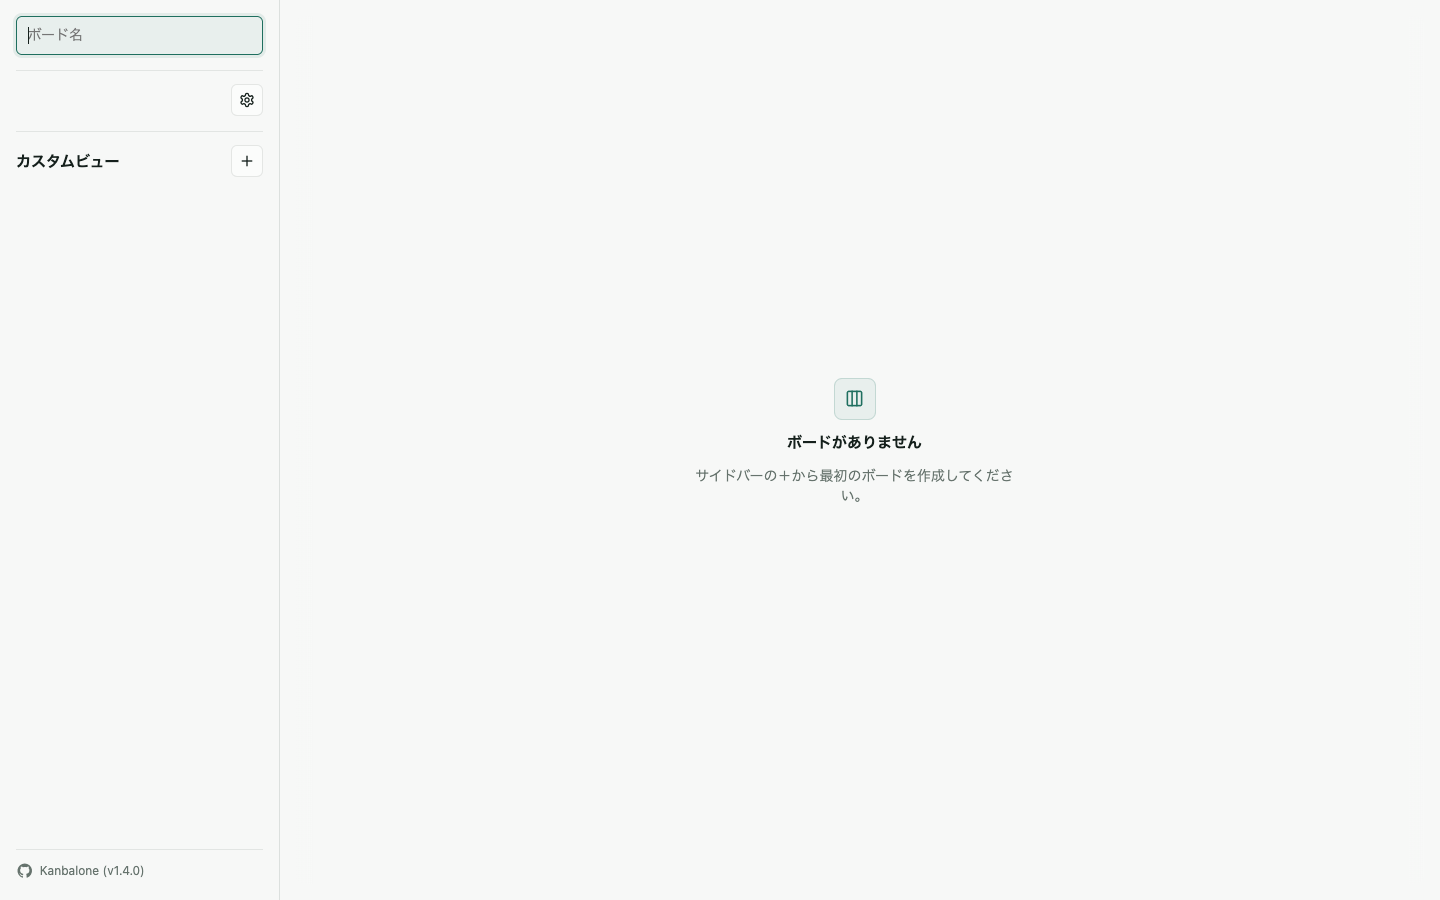 ボード名
カスタムビュー
ボードがありません
サイドバーの＋から最初のボードを作成してくださ
い。
Kanbalone (v1.4.0)